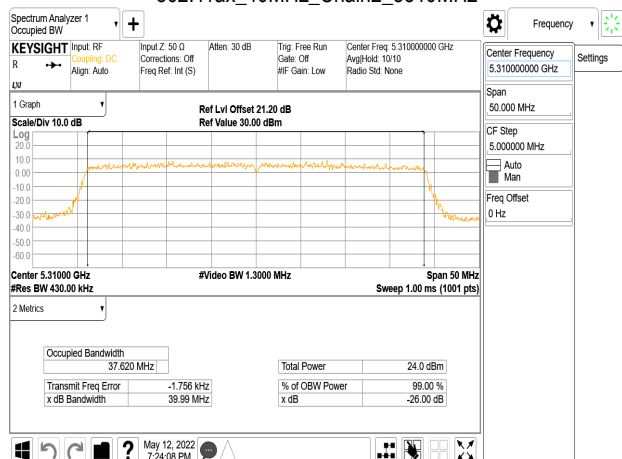 Spectrum Analyzer 1
Occupied BW
Frequency
KEYSIGHT
R
Input: RF
Coupling: DC
Align: Auto
Input Z: 50 Ω
Corrections: Off
Freq Ref: Int (S)
Atten: 30 dB
Trig: Free Run
Gate: Off
#IF Gain: Low
Center Freq: 5.310000000 GHz
Avg|Hold: 10/10
Radio Std: None
Center Frequency
5.310000000 GHz
Settings
Span
50.000 MHz
CF Step
5.000000 MHz
Auto
Man
Freq Offset
0 Hz
1 Graph
Scale/Div 10.0 dB
Ref Lvl Offset 21.20 dB
Ref Value 30.00 dBm
Log
20.0
10.0
0.00
-10.0
-20.0
-30.0
-40.0
-50.0
-60.0
Center 5.31000 GHz
#Res BW 430.00 kHz
#Video BW 1.3000 MHz
Span 50 MHz
Sweep 1.00 ms (1001 pts)
2 Metrics
Occupied Bandwidth
37.620 MHz
Transmit Freq Error -1.756 kHz
x dB Bandwidth 39.99 MHz
Total Power 24.0 dBm
% of OBW Power 99.00 %
x dB -26.00 dB
May 12, 2022
7:24:08 PM